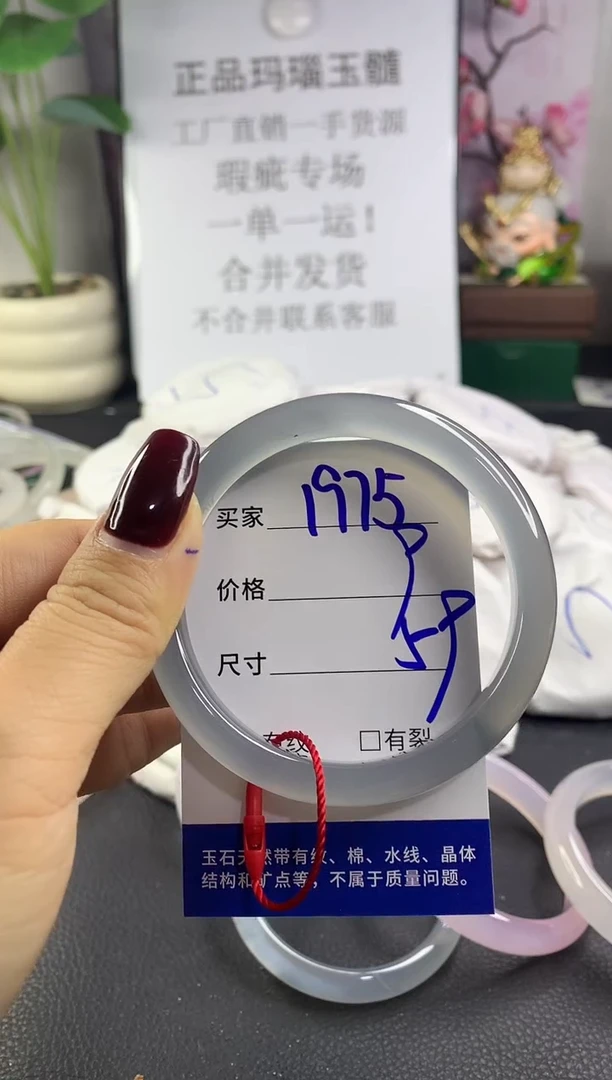 正品玛瑙玉髓
工厂直销一手货源
瑕疵专场
一单一运！
合并发货
不合并联系客服
买家 1975
价格
尺寸 59
有纹 □有裂
玉石天然带有纹、棉、水线、晶体
结构和矿点等，不属于质量问题。